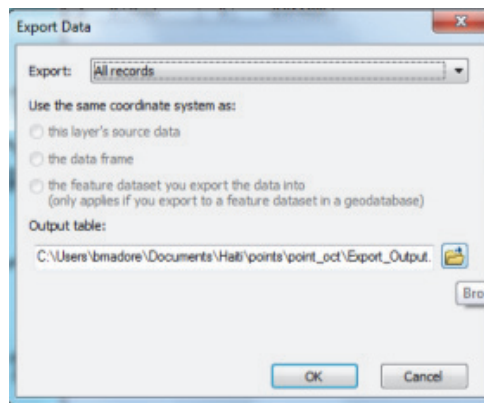 Export Data
Export: All records
Use the same coordinate system as:
this layer's source data
the data frame
the feature dataset you export the data into
(only applies if you export to a feature dataset in a geodatabase)
Output table:
C:\Users\bmadore\Documents\Haiti\points\point_oct\Export_Output.
Bro
OK Cancel